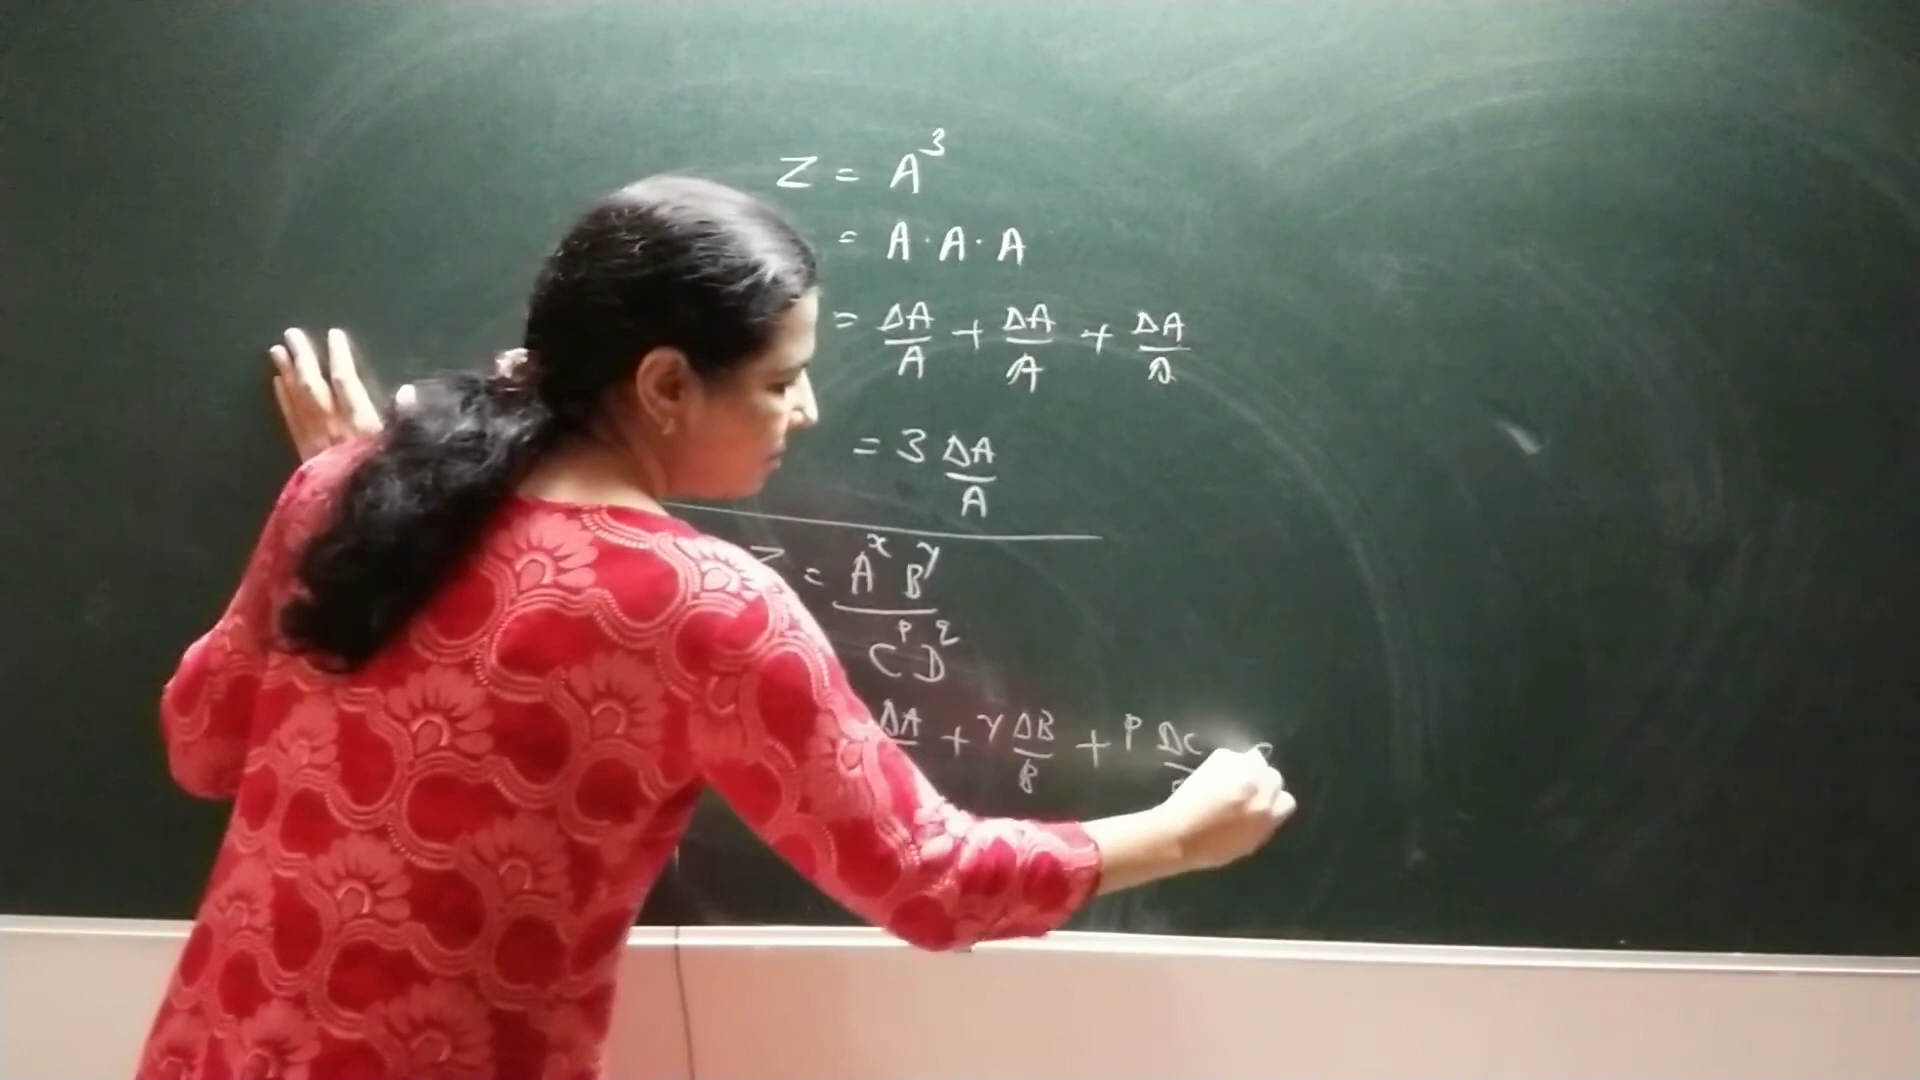 Z = A³
= A · A · A
= ΔA/A + ΔA/A + ΔA/A
= 3 ΔA/A
Z = A^x B^y / C^p D^q
ΔA + y ΔB/B + p ΔC